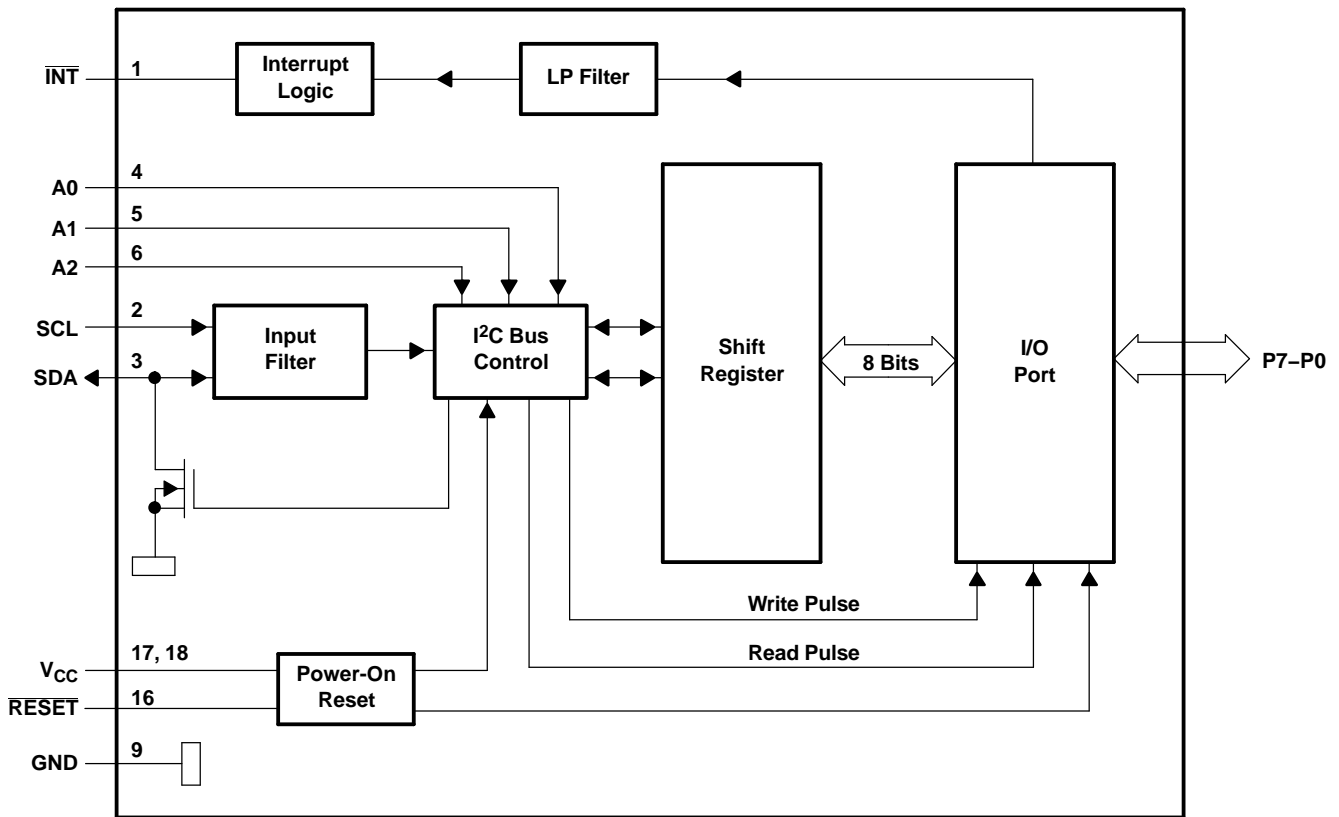 INT 1
Interrupt
Logic
LP Filter
A0 4
A1 5
A2 6
SCL 2
SDA 3
Input
Filter
I2C Bus
Control
Shift
Register
8 Bits
I/O
Port
P7–P0
Write Pulse
Read Pulse
VCC 17, 18
RESET 16
Power-On
Reset
GND 9